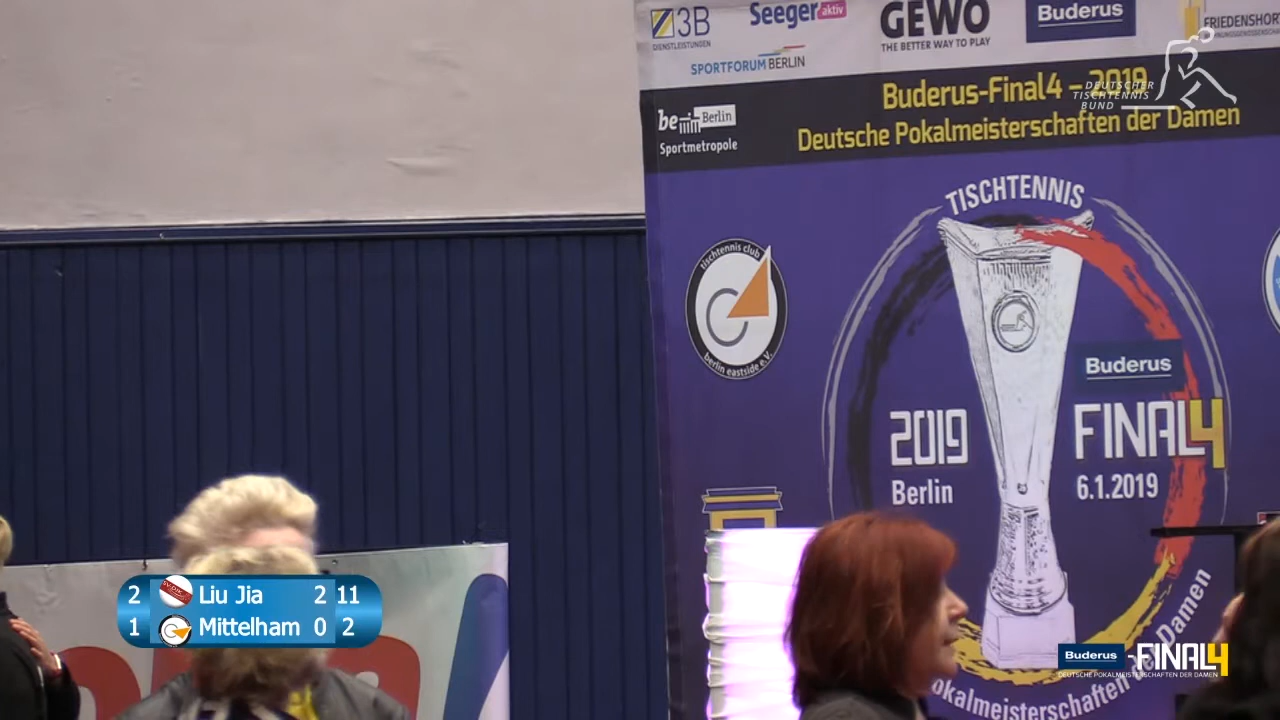 3B
DIENSTLEISTUNGEN
Seeger aktiv
GEWO
THE BETTER WAY TO PLAY
Buderus
FRIEDENSHORT
SPORTFORUM BERLIN
DEUTSCHER
TISCHTENNIS
BUND
Buderus-Final4 – 2019
Deutsche Pokalmeisterschaften der Damen
be Berlin
Sportmetropole
TISCHTENNIS
tischtennis club
berlin eastside e.V.
Buderus
2019
FINAL4
Berlin
6.1.2019
2 Liu Jia 2 11
1 Mittelham 0 2
okalmeisterschaften der Damen
Buderus-FINAL4
DEUTSCHE POKALMEISTERSCHAFTEN DER DAMEN